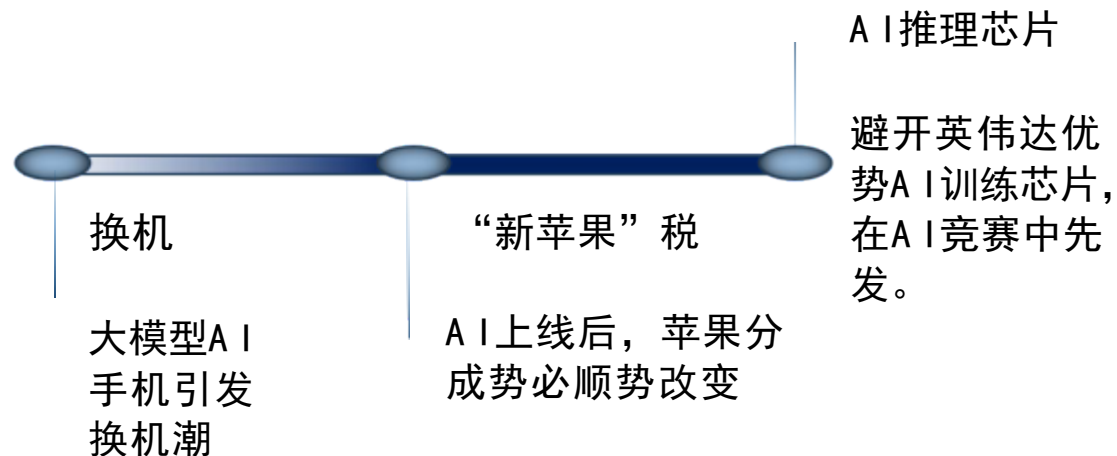 换机
大模型AI
手机引发
换机潮
“新苹果”税
AI上线后，苹果分
成势必顺势改变
AI推理芯片
避开英伟达优
势AI训练芯片，
在AI竞赛中先
发。